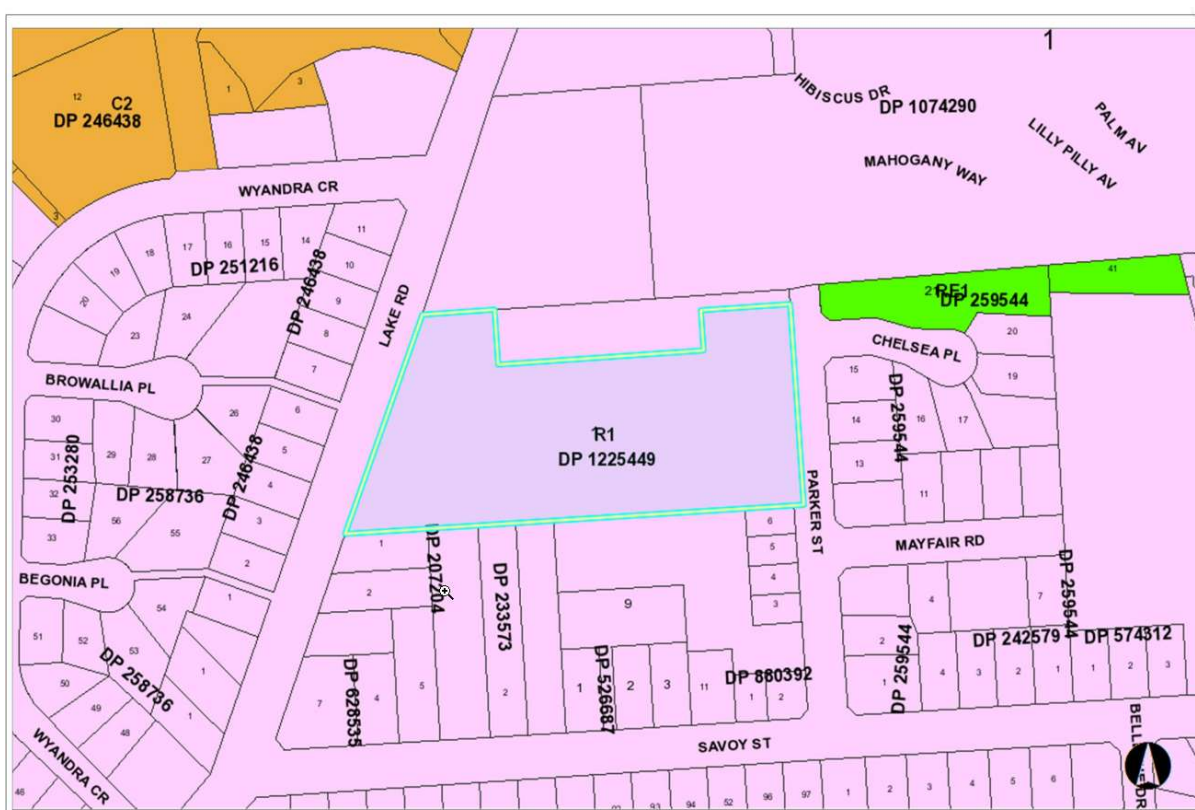 1
12
C2
DP 246438
1
3
3
HIBISCUS DR
DP 1074290
PALM AV
LILLY PILLY AV
MAHOGANY WAY
WYANDRA CR
11
10
9
8
7
14
15
16
17
18
19
20
DP 251216
DP 246438
LAKE RD
24
23
BROWALLIA PL
41
RE1
DP 259544
CHELSEA PL
20
19
15
14
13
16
17
11
DP 259544
30
31
32
33
DP 253280
29
28
27
26
DP 258736
56
55
DP 246438
6
5
4
3
2
1
R1
DP 1225449
PARKER ST
MAYFAIR RD
BEGONIA PL
51
52
53
54
50
49
48
1
1
DP 258736
1
2
DP 207204
DP 233573
9
6
5
4
3
7
4
5
2
DP 628535
1
2
3
11
1
2
DP 526687
DP 880392
4
7
2
1
DP 259544
DP 259544
DP 242579
DP 574312
4
3
2
1
1
2
3
SAVOY ST
WYANDRA CR
46
93
94
52
96
97
1
2
3
4
5
6